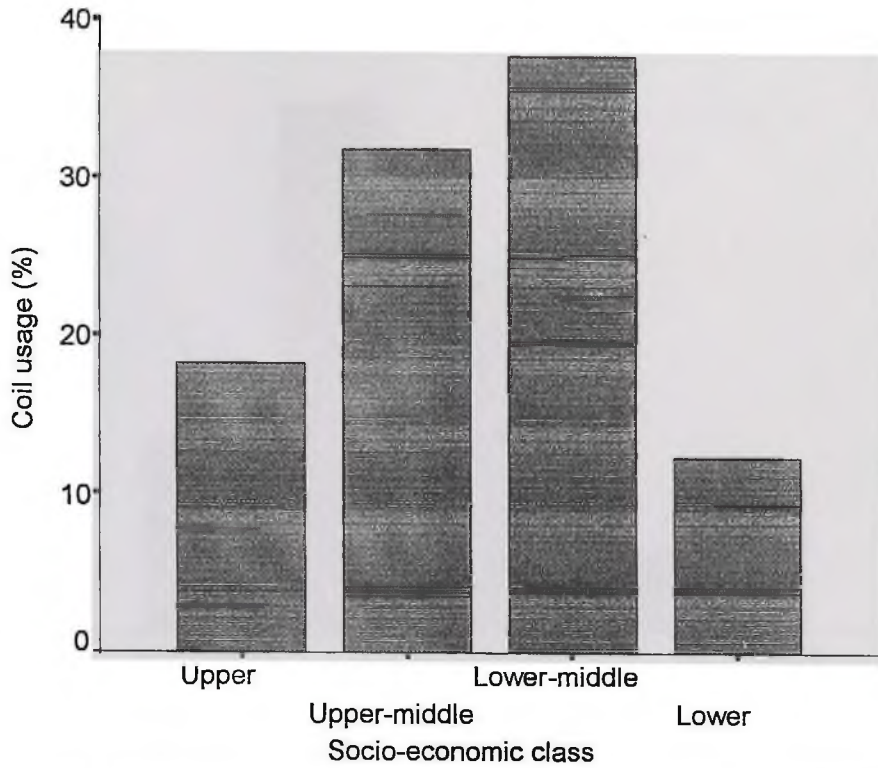 40
30
20
10
0
Coil usage (%)
Upper
Lower-middle
Upper-middle
Lower
Socio-economic class